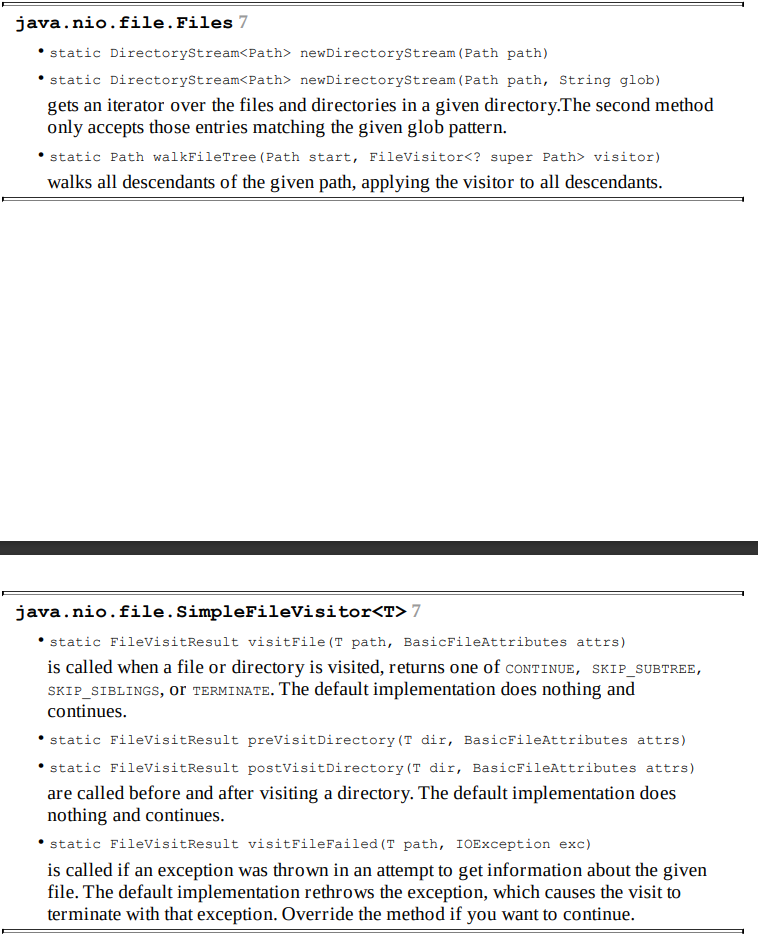 java.nio.file.Files 7
• static DirectoryStream<Path> newDirectoryStream(Path path)
• static DirectoryStream<Path> newDirectoryStream(Path path, String glob)
gets an iterator over the files and directories in a given directory.The second method
only accepts those entries matching the given glob pattern.
• static Path walkFileTree(Path start, FileVisitor<? super Path> visitor)
walks all descendants of the given path, applying the visitor to all descendants.
java.nio.file.SimpleFileVisitor<T> 7
• static FileVisitResult visitFile(T path, BasicFileAttributes attrs)
is called when a file or directory is visited, returns one of CONTINUE, SKIP_SUBTREE,
SKIP_SIBLINGS, or TERMINATE. The default implementation does nothing and
continues.
• static FileVisitResult preVisitDirectory(T dir, BasicFileAttributes attrs)
• static FileVisitResult postVisitDirectory(T dir, BasicFileAttributes attrs)
are called before and after visiting a directory. The default implementation does
nothing and continues.
• static FileVisitResult visitFileFailed(T path, IOException exc)
is called if an exception was thrown in an attempt to get information about the given
file. The default implementation rethrows the exception, which causes the visit to
terminate with that exception. Override the method if you want to continue.